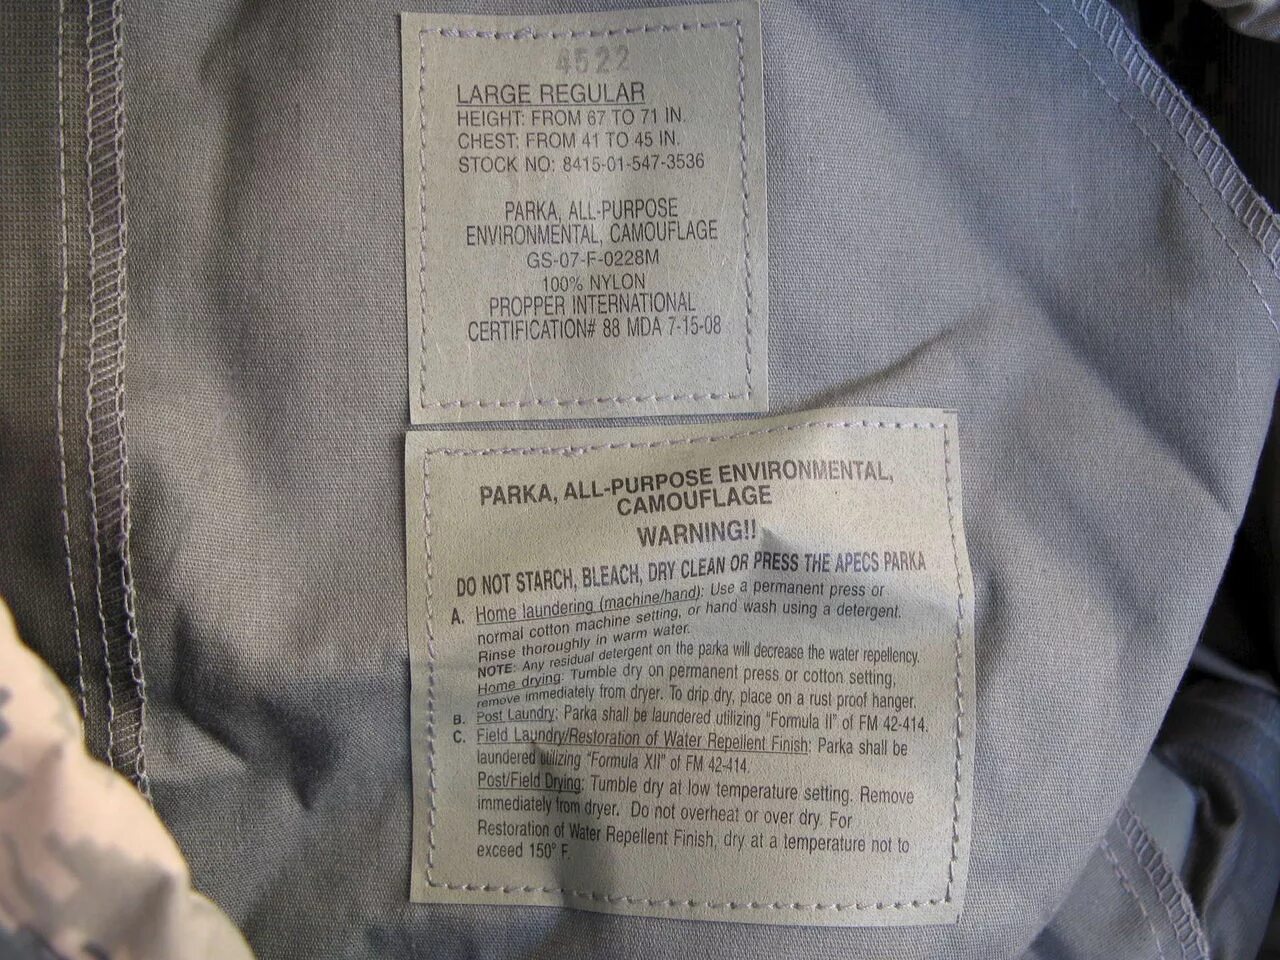 4522
LARGE REGULAR
HEIGHT: FROM 67 TO 71 IN.
CHEST: FROM 41 TO 45 IN.
STOCK NO: 8415-01-547-3536
PARKA, ALL-PURPOSE
ENVIRONMENTAL, CAMOUFLAGE
GS-07-F-0228M
100% NYLON
PROPPER INTERNATIONAL
CERTIFICATION# 88 MDA 7-15-08
PARKA, ALL-PURPOSE ENVIRONMENTAL,
CAMOUFLAGE
WARNING!!
DO NOT STARCH, BLEACH, DRY CLEAN OR PRESS THE APECS PARKA
A. Home laundering (machine/hand): Use a permanent press or
normal cotton machine setting, or hand wash using a detergent.
Rinse thoroughly in warm water.
NOTE: Any residual detergent on the parka will decrease the water repellency.
Home drying: Tumble dry on permanent press or cotton setting,
remove immediately from dryer. To drip dry, place on a rust proof hanger.
B. Post Laundry: Parka shall be laundered utilizing "Formula II" of FM 42-414.
C. Field Laundry/Restoration of Water Repellent Finish: Parka shall be
laundered utilizing "Formula XII" of FM 42-414.
Post/Field Drying: Tumble dry at low temperature setting. Remove
immediately from dryer. Do not overheat or over dry. For
Restoration of Water Repellent Finish, dry at a temperature not to
exceed 150° F.